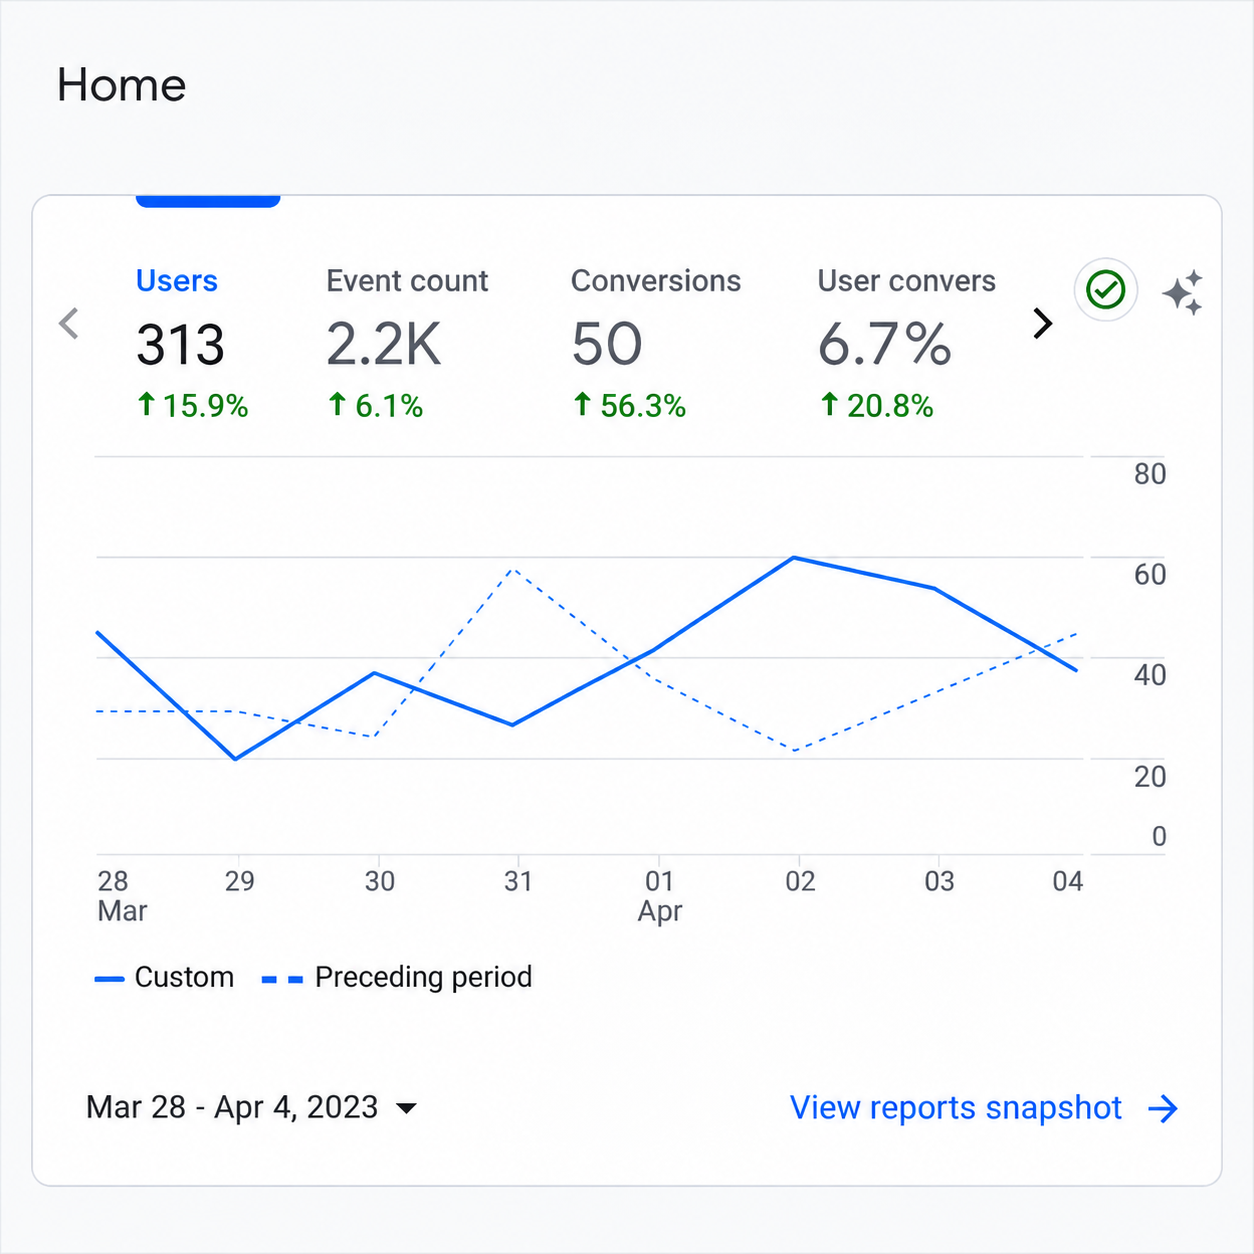 Home
Users
Event count
Conversions
User convers
313
2.2K
50
6.7%
15.9%
6.1%
56.3%
20.8%
80
60
40
20
0
28
29
30
31
01
02
03
04
Mar
Apr
Custom
Preceding period
Mar 28 - Apr 4, 2023
View reports snapshot